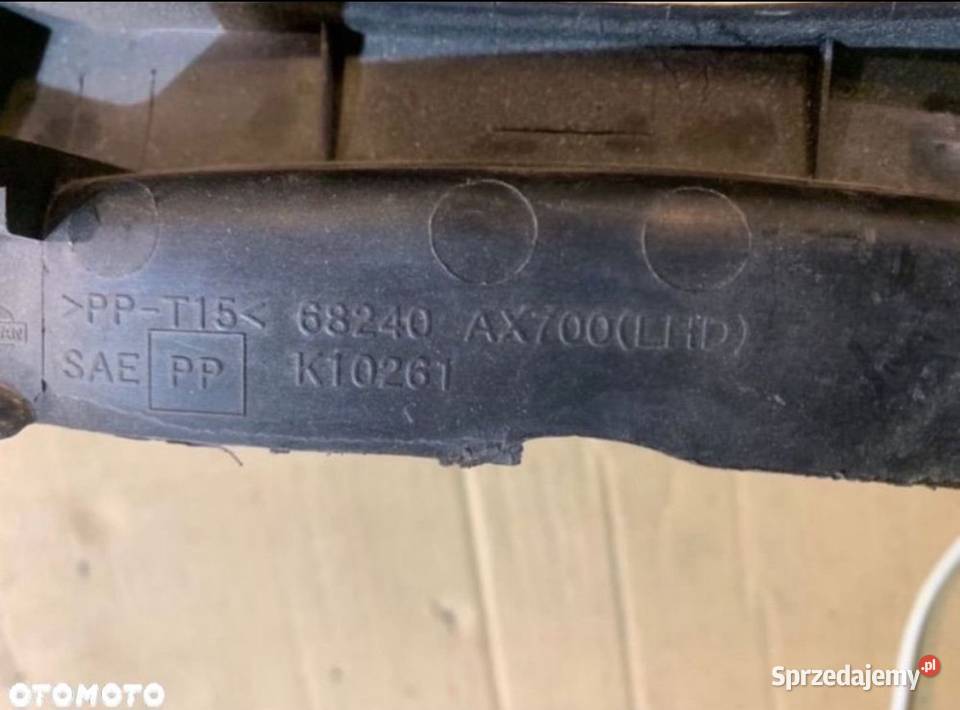 >PP-T15< 68240 AX700(LHD)
SAE PP K10261
OTOMOTO
Sprzedajemy.pl